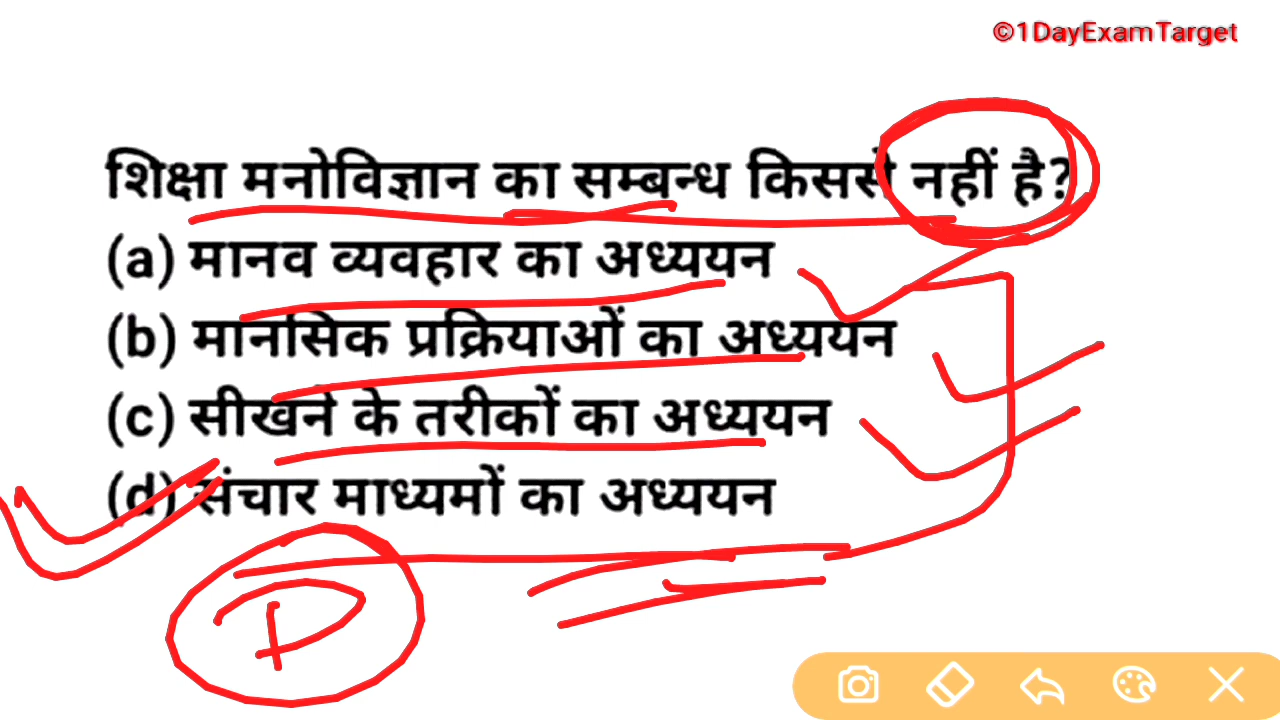 ©1DayExamTarget
शिक्षा मनोविज्ञान का सम्बन्ध किससे नहीं है?
(a) मानव व्यवहार का अध्ययन
(b) मानसिक प्रक्रियाओं का अध्ययन
(c) सीखने के तरीकों का अध्ययन
(d) संचार माध्यमों का अध्ययन
D